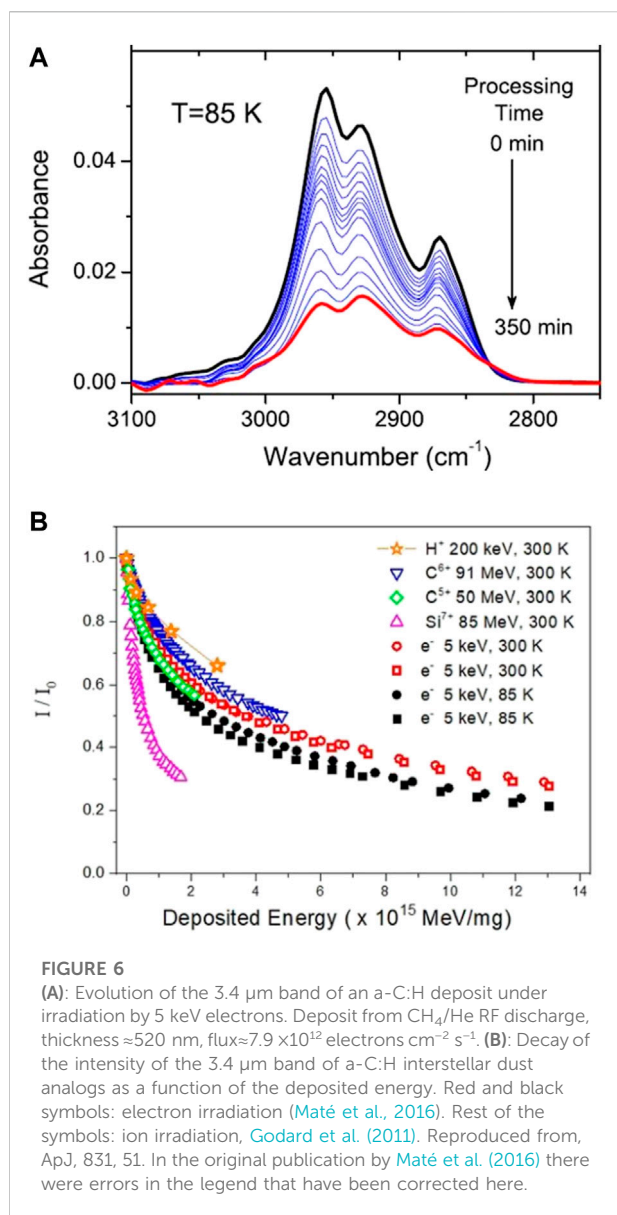 A
T=85 K
Processing
Time
0 min
350 min
Absorbance
0.04
0.02
0.00
3100
3000
2900
2800
Wavenumber (cm⁻¹)
B
H⁺ 200 keV, 300 K
C⁶⁺ 91 MeV, 300 K
C⁵⁺ 50 MeV, 300 K
Si⁷⁺ 85 MeV, 300 K
e⁻ 5 keV, 300 K
e⁻ 5 keV, 300 K
e⁻ 5 keV, 85 K
e⁻ 5 keV, 85 K
I / I₀
1.0
0.8
0.6
0.4
0.2
0.0
0 2 4 6 8 10 12 14
Deposited Energy ( x 10¹⁵ MeV/mg)
FIGURE 6
(A): Evolution of the 3.4 μm band of an a-C:H deposit under
irradiation by 5 keV electrons. Deposit from CH₄/He RF discharge,
thickness ≈520 nm, flux≈7.9 ×10¹² electrons cm⁻² s⁻¹. (B): Decay of
the intensity of the 3.4 μm band of a-C:H interstellar dust
analogs as a function of the deposited energy. Red and black
symbols: electron irradiation (Maté et al., 2016). Rest of the
symbols: ion irradiation, Godard et al. (2011). Reproduced from,
ApJ, 831, 51. In the original publication by Maté et al. (2016) there
were errors in the legend that have been corrected here.